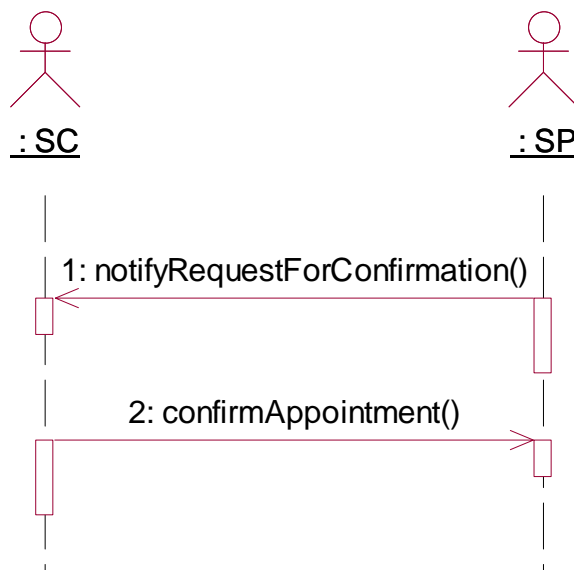 : SC
: SP
1: notifyRequestForConfirmation()
2: confirmAppointment()